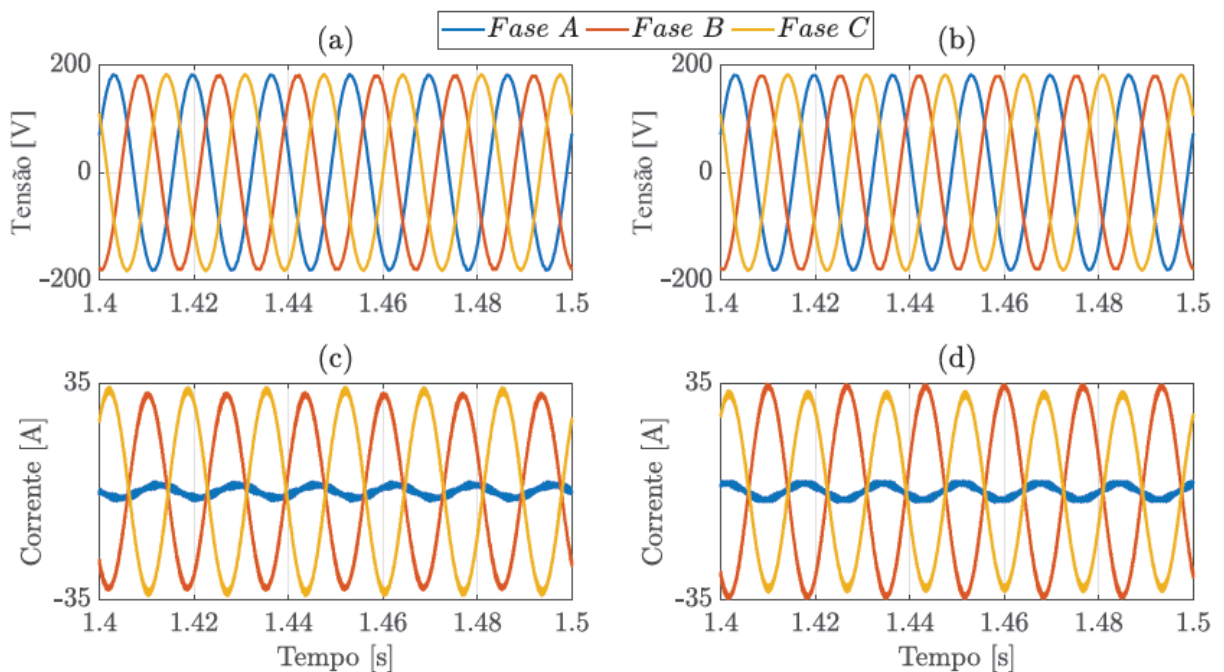 Fase A Fase B Fase C
(a)
200
0
-200
Tensão [V]
1.4 1.42 1.44 1.46 1.48 1.5
(b)
200
0
-200
Tensão [V]
1.4 1.42 1.44 1.46 1.48 1.5
(c)
35
-35
Corrente [A]
1.4 1.42 1.44 1.46 1.48 1.5
Tempo [s]
(d)
35
-35
Corrente [A]
1.4 1.42 1.44 1.46 1.48 1.5
Tempo [s]